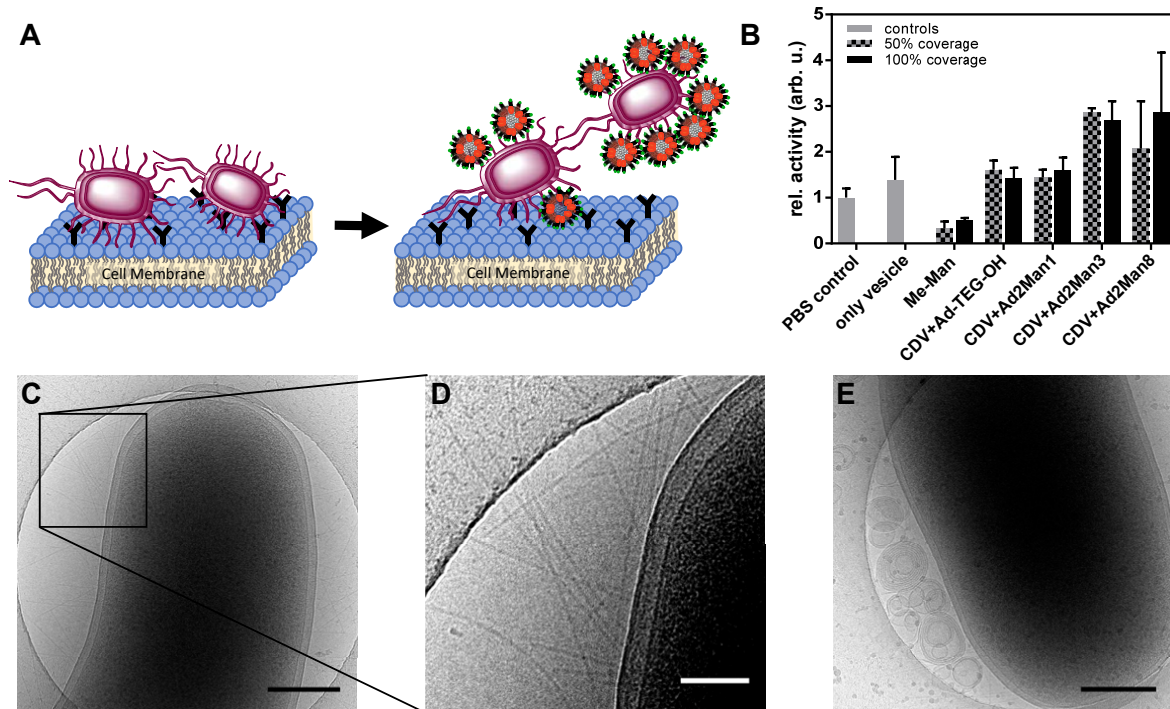 A
Cell Membrane
Cell Membrane
B
rel. activity (arb. u.)
5
4
3
2
1
0
controls
50% coverage
100% coverage
PBS control
only vesicle
Me-Man
CDV+Ad-TEG-OH
CDV+Ad2Man1
CDV+Ad2Man3
CDV+Ad2Man8
C
D
E